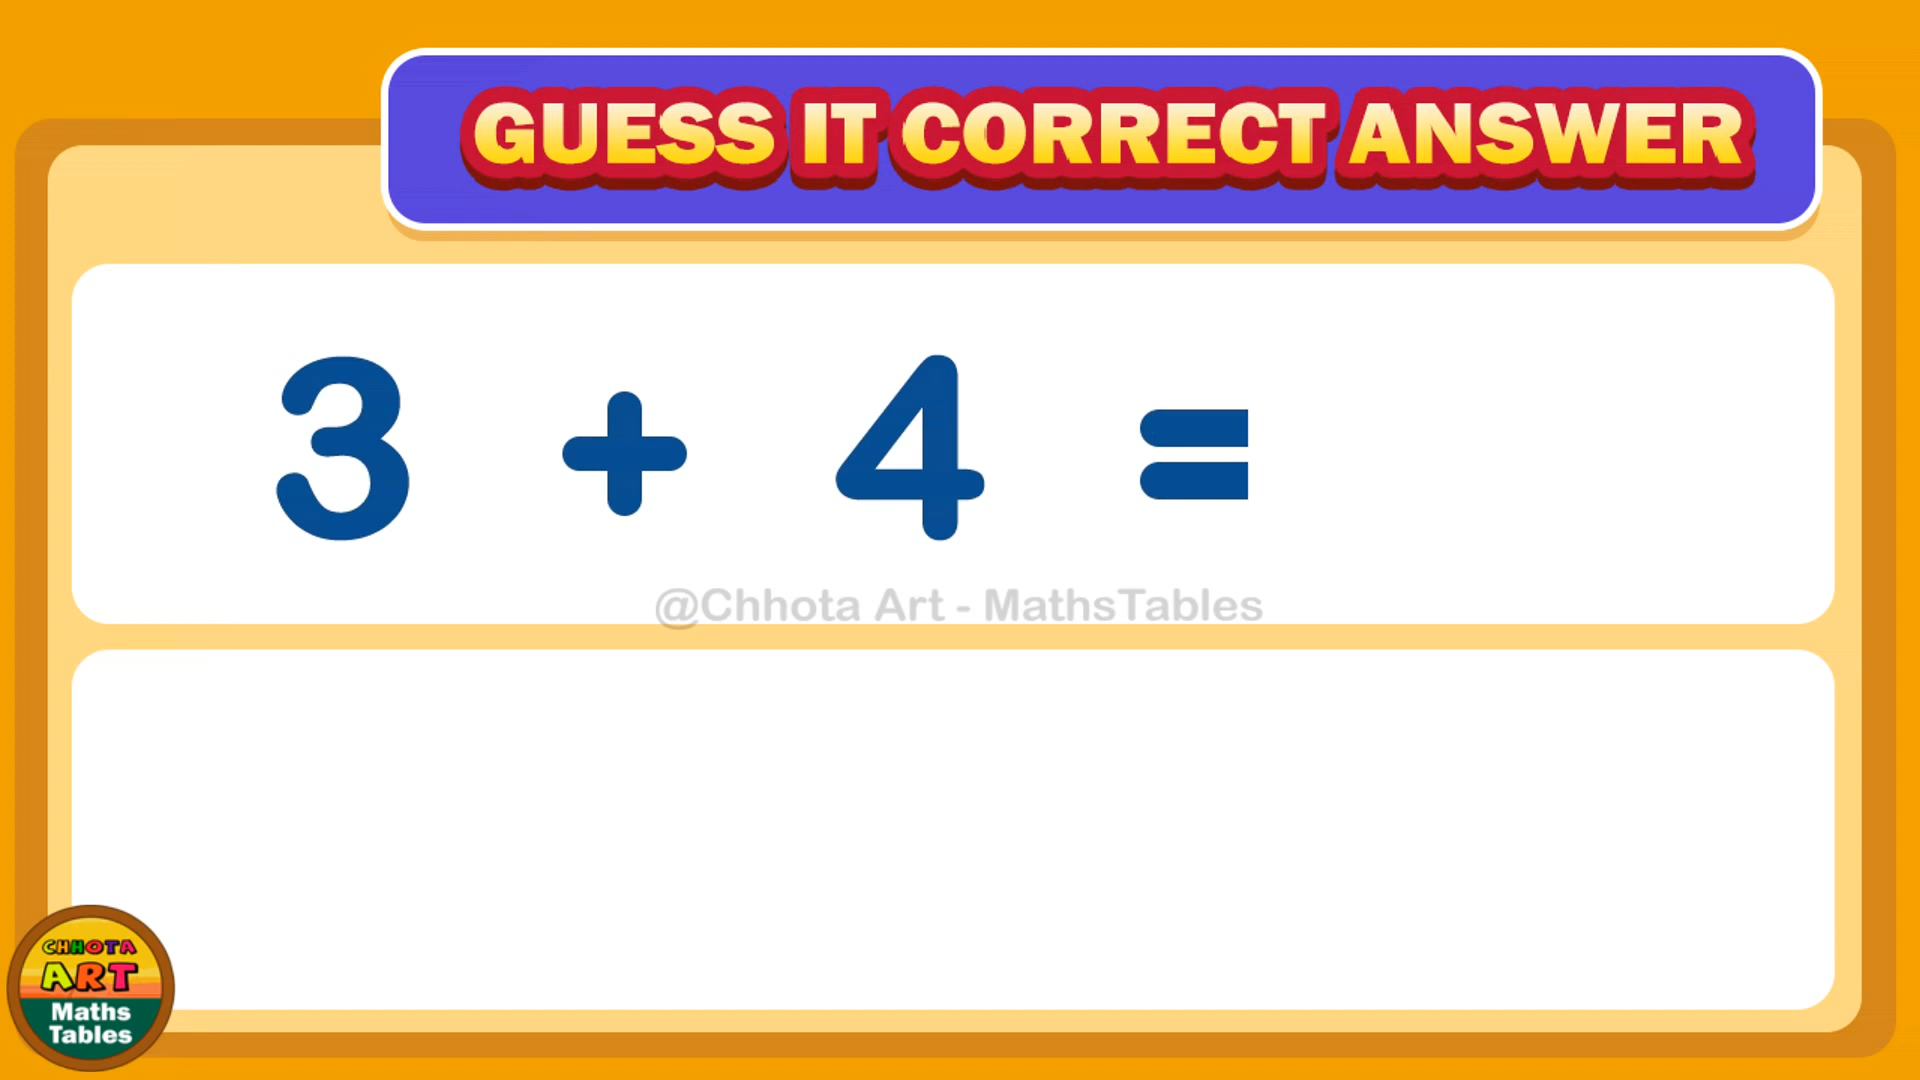 GUESS IT CORRECT ANSWER
3 + 4 =
@Chhota Art - MathsTables
CHHOTA
ART
Maths
Tables